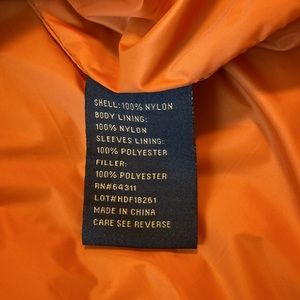 SHELL: 100% NYLON
BODY LINING:
100% NYLON
SLEEVES LINING:
100% POLYESTER
FILLER:
100% POLYESTER
RN#64311
LOT#HDF18261
MADE IN CHINA
CARE SEE REVERSE